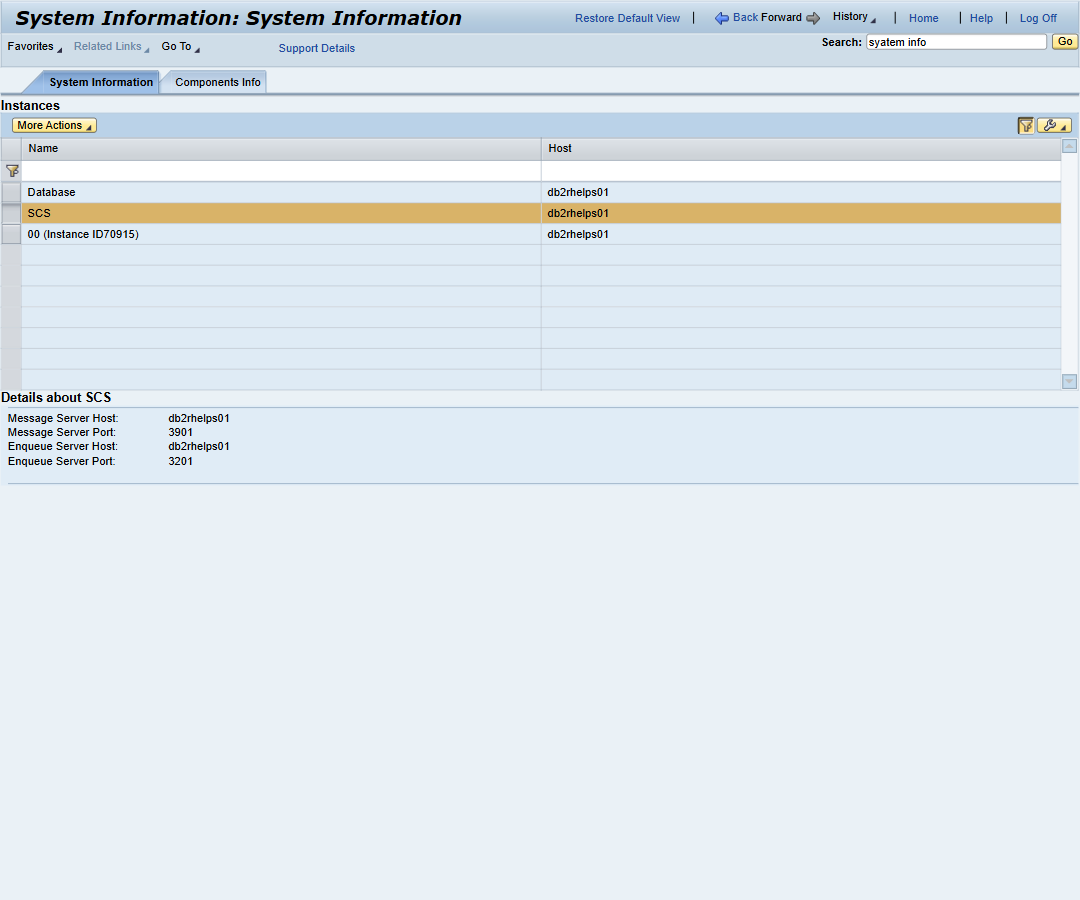 System Information: System Information
Restore Default View | Back Forward History | Home | Help | Log Off
Favorites Related Links Go To Support Details
Search: syatem info Go
System Information Components Info
Instances
More Actions
Name Host
Database db2rhelps01
SCS db2rhelps01
00 (Instance ID70915) db2rhelps01
Details about SCS
Message Server Host: db2rhelps01
Message Server Port: 3901
Enqueue Server Host: db2rhelps01
Enqueue Server Port: 3201